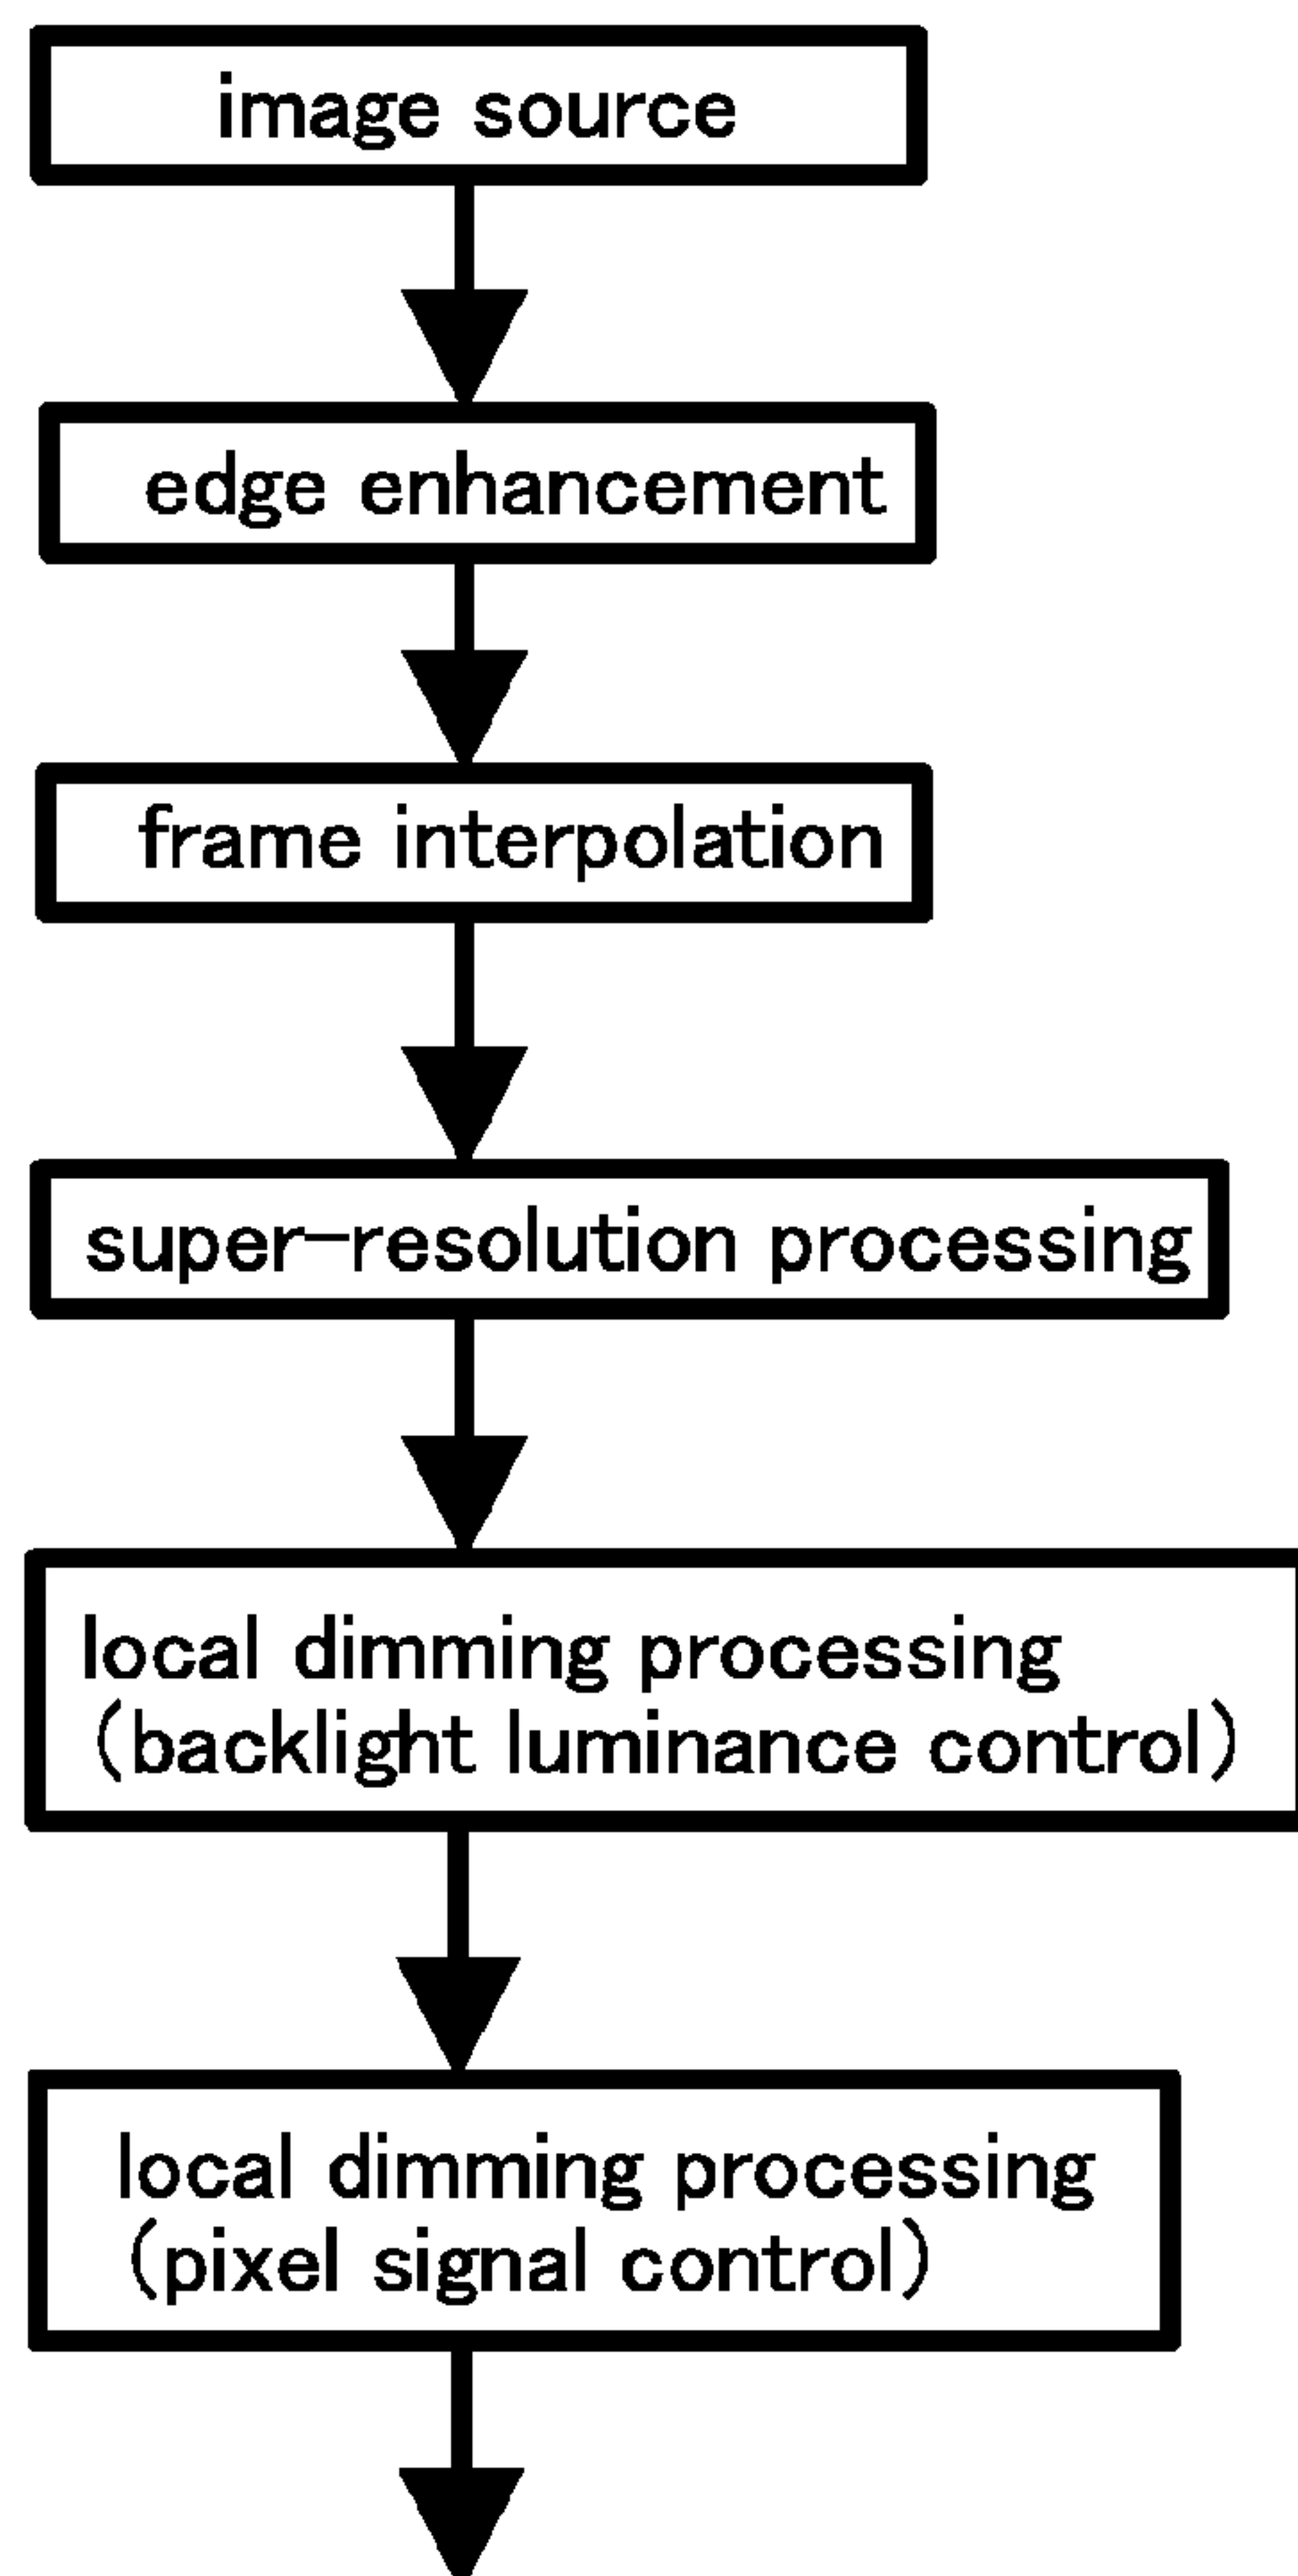 image source
edge enhancement
frame interpolation
super-resolution processing
local dimming processing
(backlight luminance control)
local dimming processing
(pixel signal control)